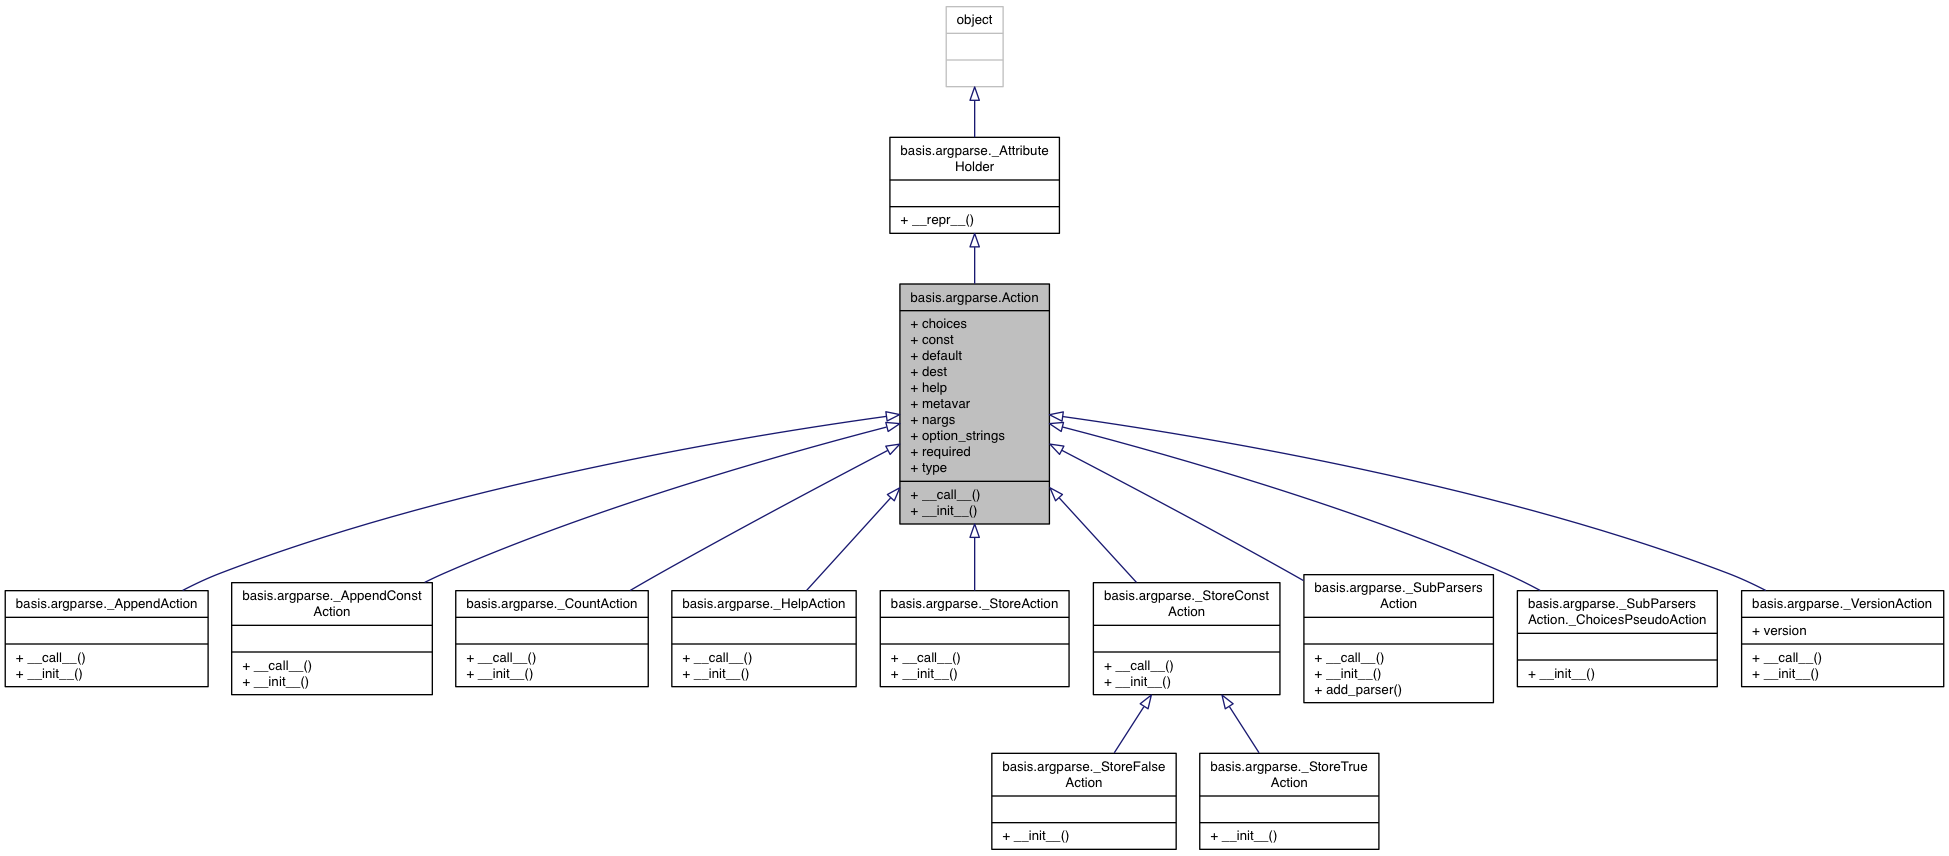 object
basis.argparse._Attribute
Holder
+ __repr__()
basis.argparse.Action
+ choices
+ const
+ default
+ dest
+ help
+ metavar
+ nargs
+ option_strings
+ required
+ type
+ __call__()
+ __init__()
basis.argparse._AppendAction
+ __call__()
+ __init__()
basis.argparse._AppendConst
Action
+ __call__()
+ __init__()
basis.argparse._CountAction
+ __call__()
+ __init__()
basis.argparse._HelpAction
+ __call__()
+ __init__()
basis.argparse._StoreAction
+ __call__()
+ __init__()
basis.argparse._StoreConst
Action
+ __call__()
+ __init__()
basis.argparse._SubParsers
Action
+ __call__()
+ __init__()
+ add_parser()
basis.argparse._SubParsers
Action._ChoicesPseudoAction
+ __init__()
basis.argparse._VersionAction
+ version
+ __call__()
+ __init__()
basis.argparse._StoreFalse
Action
+ __init__()
basis.argparse._StoreTrue
Action
+ __init__()